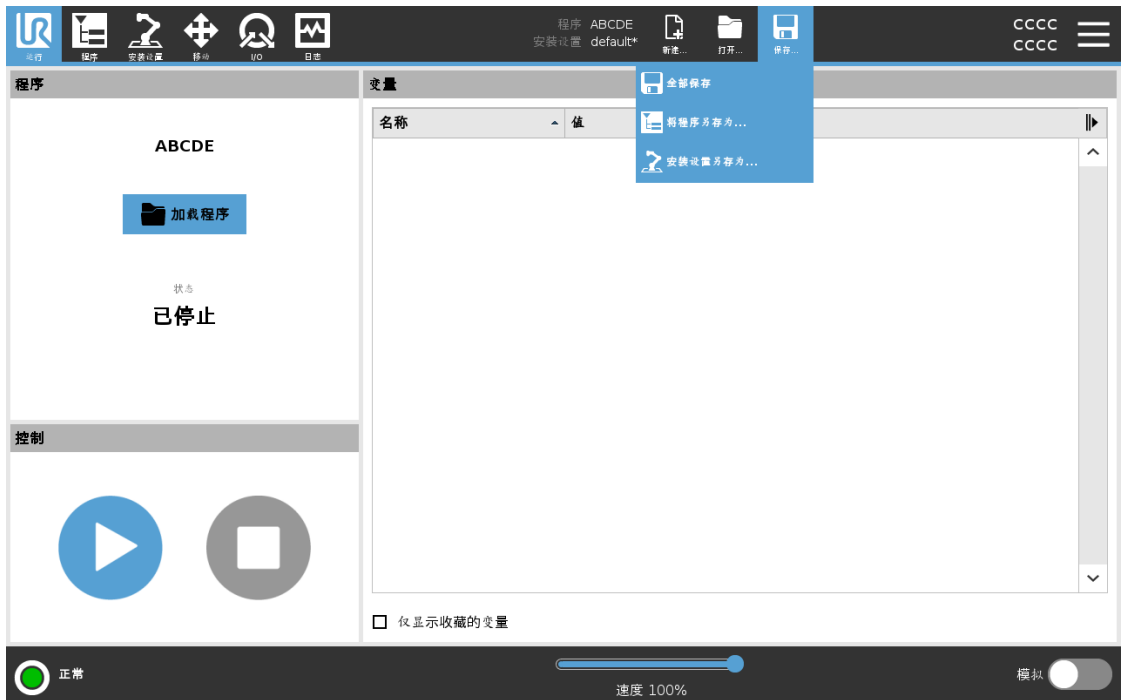 UR
运行
程序
安装设置
移动
I/O
日志
程序 ABCDE
安装设置 default*
新建...
打开...
保存...
CCCC
CCCC
全部保存
将程序另存为...
安装设置另存为...
程序
ABCDE
加载程序
状态
已停止
控制
变量
名称
值
仅显示收藏的变量
正常
速度 100%
模拟